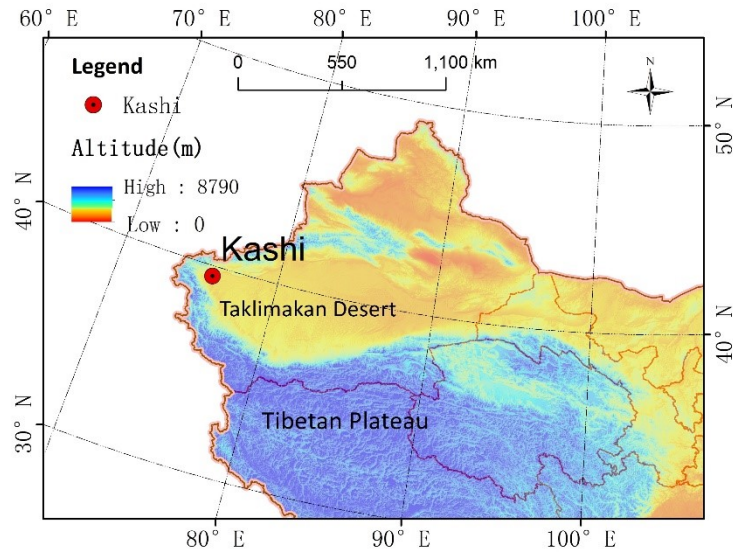 60° E
70° E
80° E
90° E
100° E
Legend
Kashi
Altitude(m)
High : 8790
Low : 0
0
550
1,100 km
N
50° N
40° N
40° N
30° N
Kashi
Taklimakan Desert
Tibetan Plateau
80° E
90° E
100° E